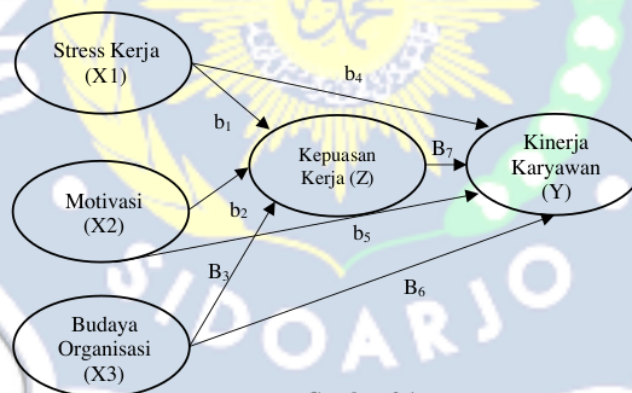 Stress Kerja
(X1)
b4
b1
Kepuasan
Kerja (Z)
B7
Kinerja
Karyawan
(Y)
Motivasi
(X2)
b2
b5
B3
B6
Budaya
Organisasi
(X3)
SIDOARJO